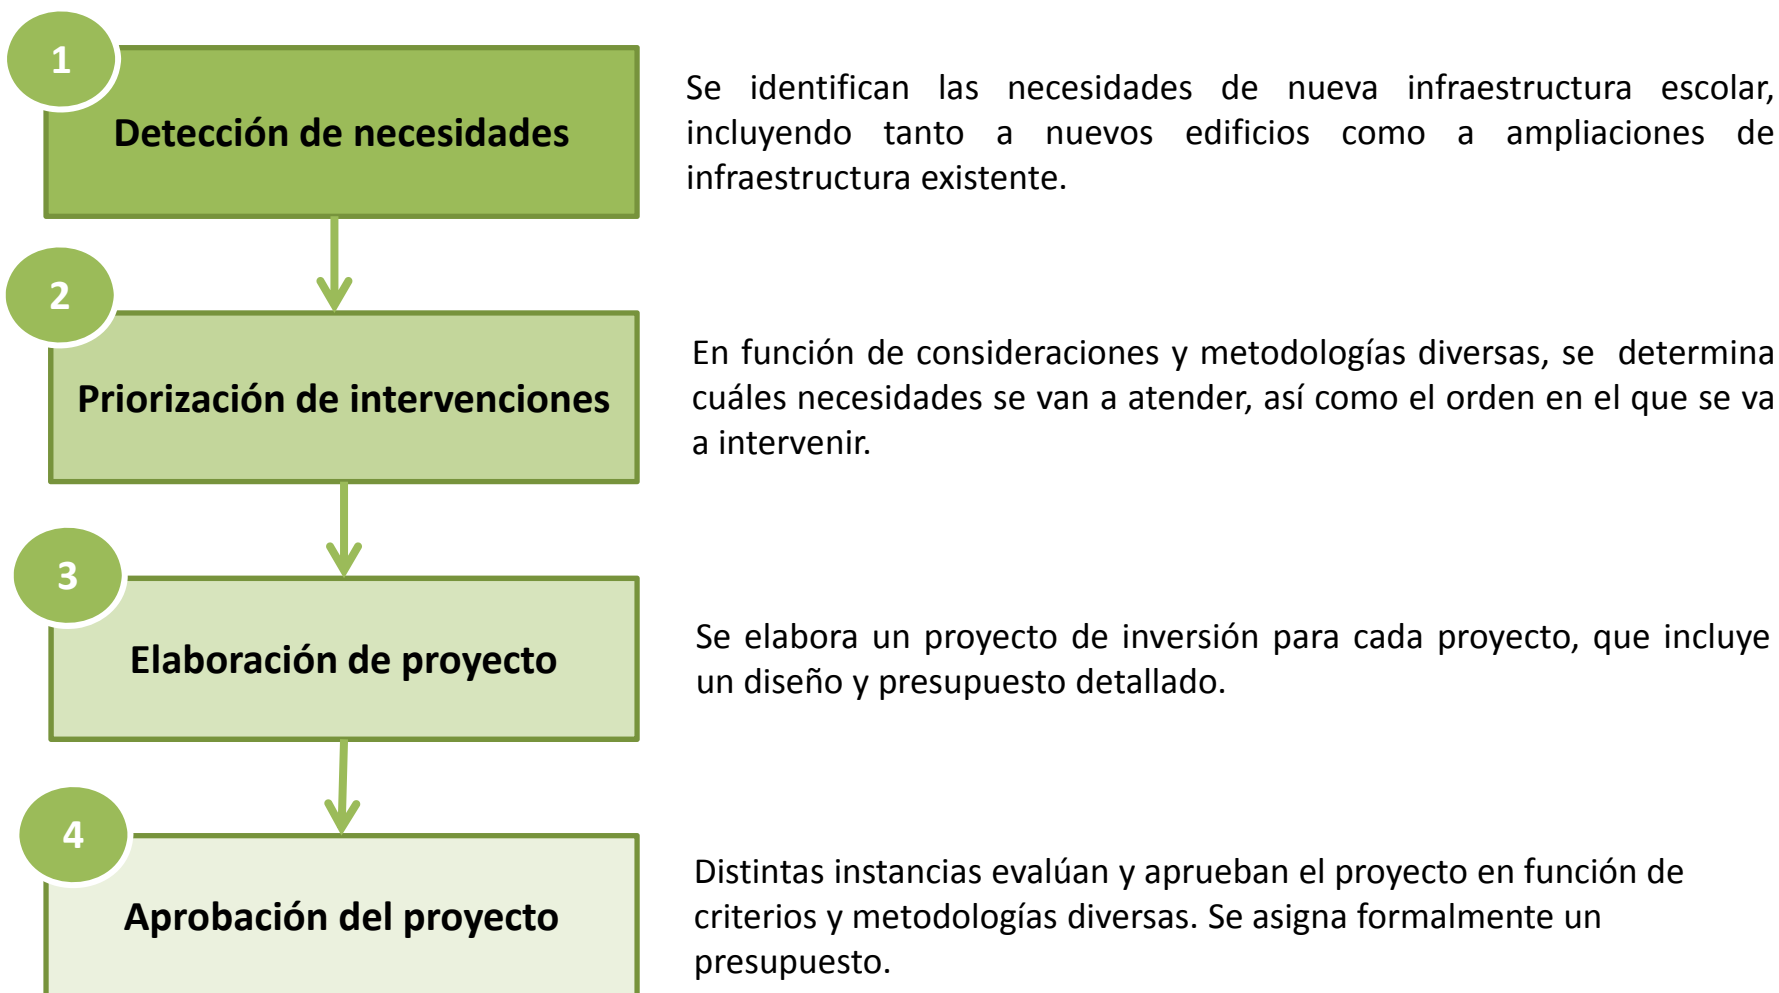 1
Detección de necesidades
Se identifican las necesidades de nueva infraestructura escolar,
incluyendo tanto a nuevos edificios como a ampliaciones de
infraestructura existente.
2
Priorización de intervenciones
En función de consideraciones y metodologías diversas, se determina
cuáles necesidades se van a atender, así como el orden en el que se va
a intervenir.
3
Elaboración de proyecto
Se elabora un proyecto de inversión para cada proyecto, que incluye
un diseño y presupuesto detallado.
4
Aprobación del proyecto
Distintas instancias evalúan y aprueban el proyecto en función de
criterios y metodologías diversas. Se asigna formalmente un
presupuesto.